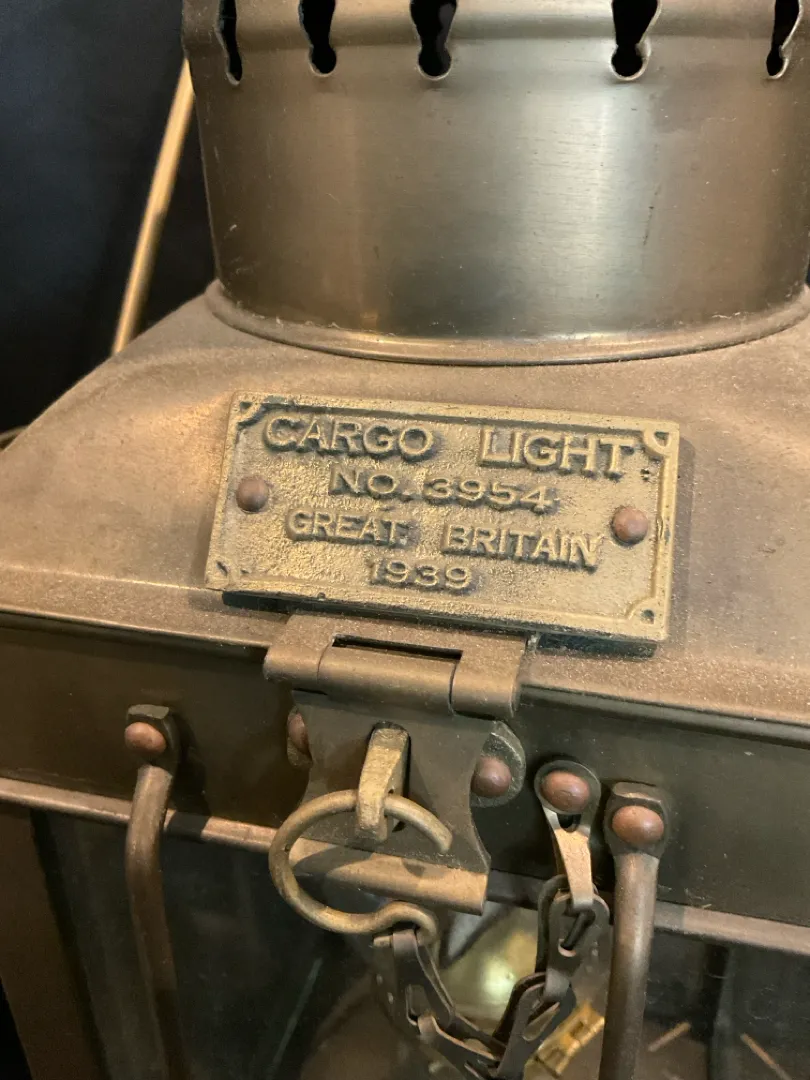 CARGO LIGHT
NO. 3954
GREAT BRITAIN
1939